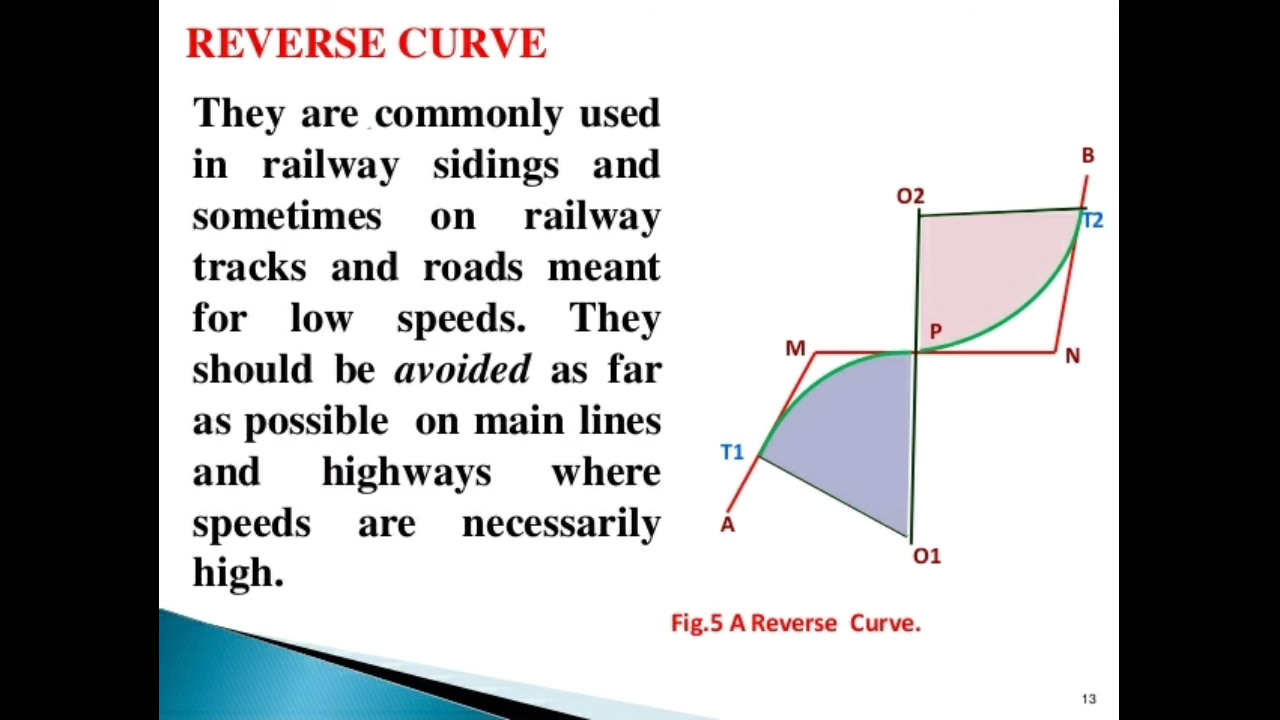 REVERSE CURVE
They are commonly used
in railway sidings and
sometimes on railway
tracks and roads meant
for low speeds. They
should be avoided as far
as possible on main lines
and highways where
speeds are necessarily
high.
B
O2
T2
P
M
N
T1
A
O1
Fig.5 A Reverse Curve.
13